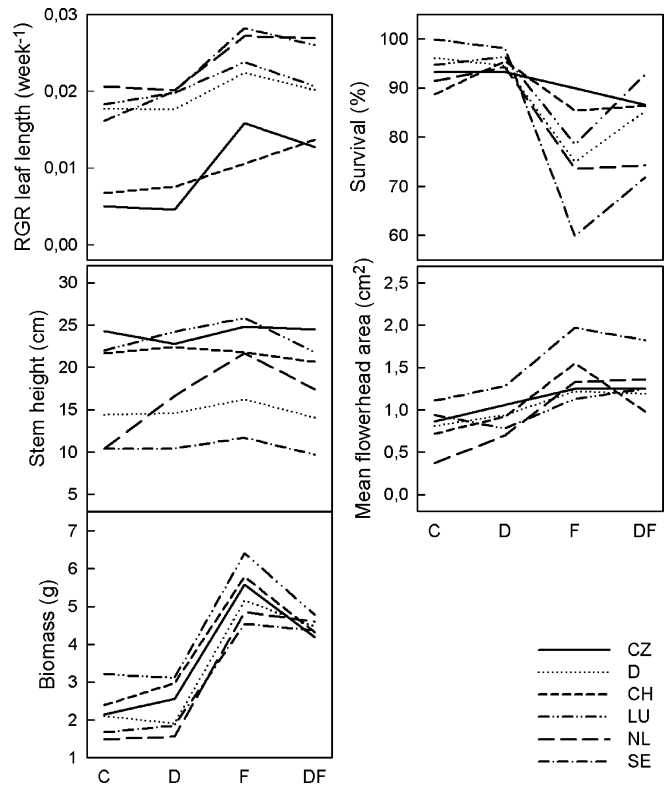 RGR leaf length (week-1)
0,03
0,02
0,01
0,00
Survival (%)
100
90
80
70
60
Stem height (cm)
30
25
20
15
10
5
Mean flowerhead area (cm2)
2,5
2,0
1,5
1,0
0,5
0,0
C D F DF
Biomass (g)
7
6
5
4
3
2
1
C D F DF
CZ
D
CH
LU
NL
SE